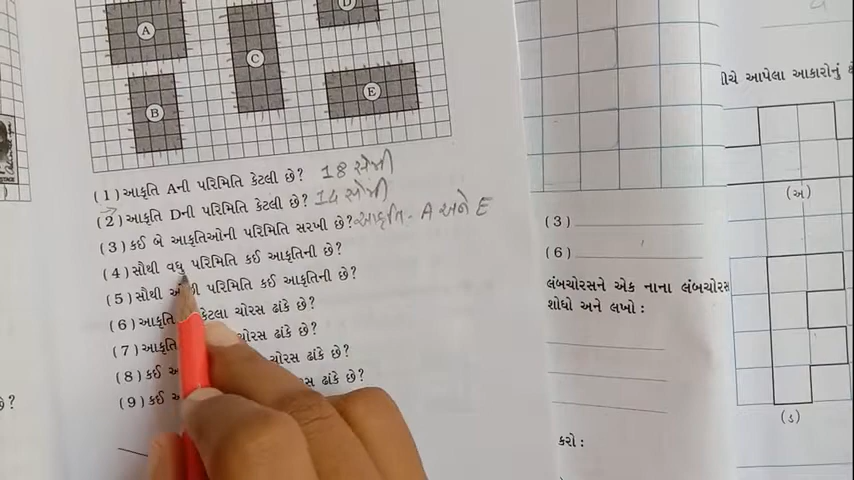 A
D
C
B
E
(1) આકૃતિ Aની પરિમિતિ કેટલી છે? 18 સેમી
(2) આકૃતિ Dની પરિમિતિ કેટલી છે? 14 સેમી
(3) કઈ બે આકૃતિઓની પરિમિતિ સરખી છે? આકૃતિ - A અને E
(4) સૌથી વધુ પરિમિતિ કઈ આકૃતિની છે?
(5) સૌથી પરિમિતિ કઈ આકૃતિની છે?
(6) આકૃતિ કેટલા ચોરસ ઢાંકે છે?
(7) આકૃતિ ચોરસ ઢાંકે છે?
(8) કઈ ચોરસ ઢાંકે છે?
(9) કઈ ઢાંકે છે?
છે?
(3)
(6)
લંબચોરસને એક નાના લંબચોરસ
શોધો અને લખો :
કરો :
આપેલા આકારોનું
(અ)
(ડ)